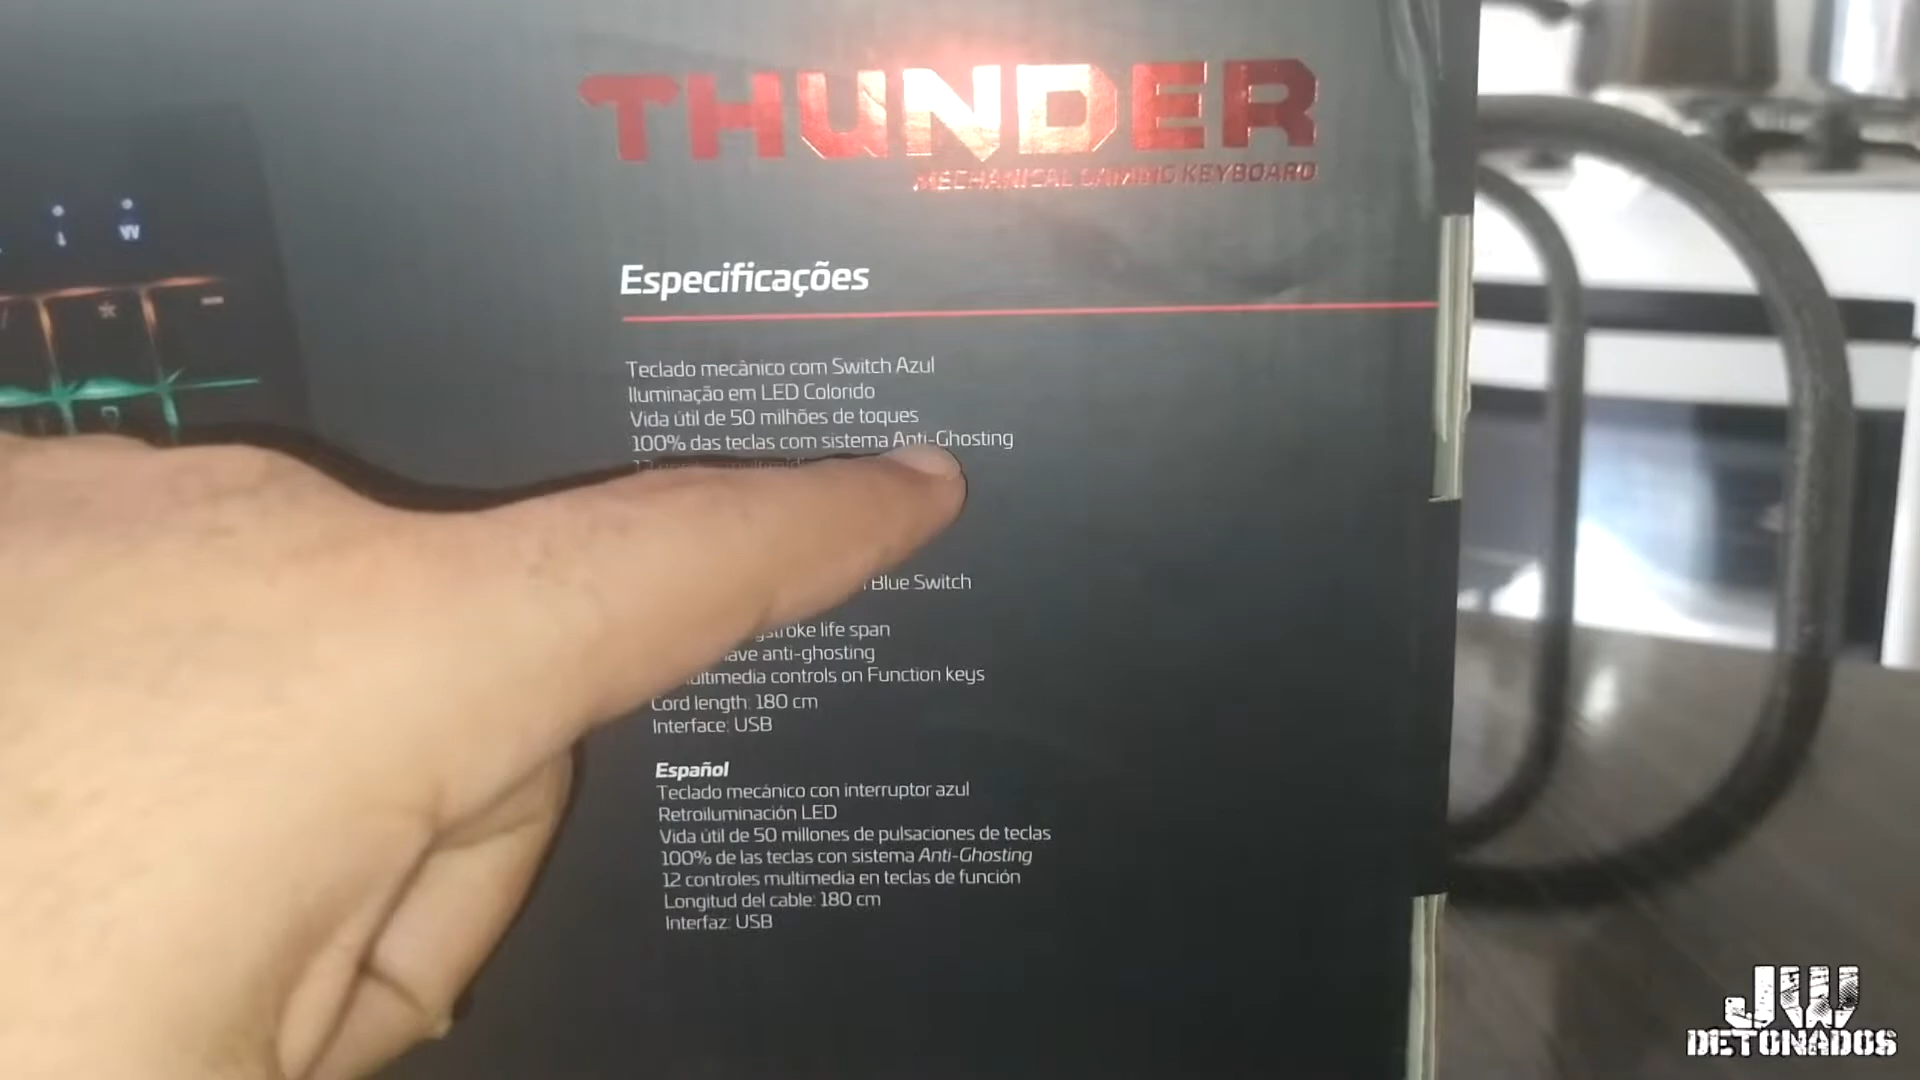 THUNDER
MECHANICAL GAMING KEYBOARD
Especificações
Teclado mecânico com Switch Azul
Iluminação em LED Colorido
Vida útil de 50 milhões de toques
100% das teclas com sistema Anti-Ghosting
Blue Switch
life span
anti-ghosting
controls on Function keys
Cord length: 180 cm
Interface: USB
Español
Teclado mecánico con interruptor azul
Retroiluminación LED
Vida útil de 50 millones de pulsaciones de teclas
100% de las teclas con sistema Anti-Ghosting
12 controles multimedia en teclas de función
Longitud del cable: 180 cm
Interfaz: USB
JW
DETONADOS